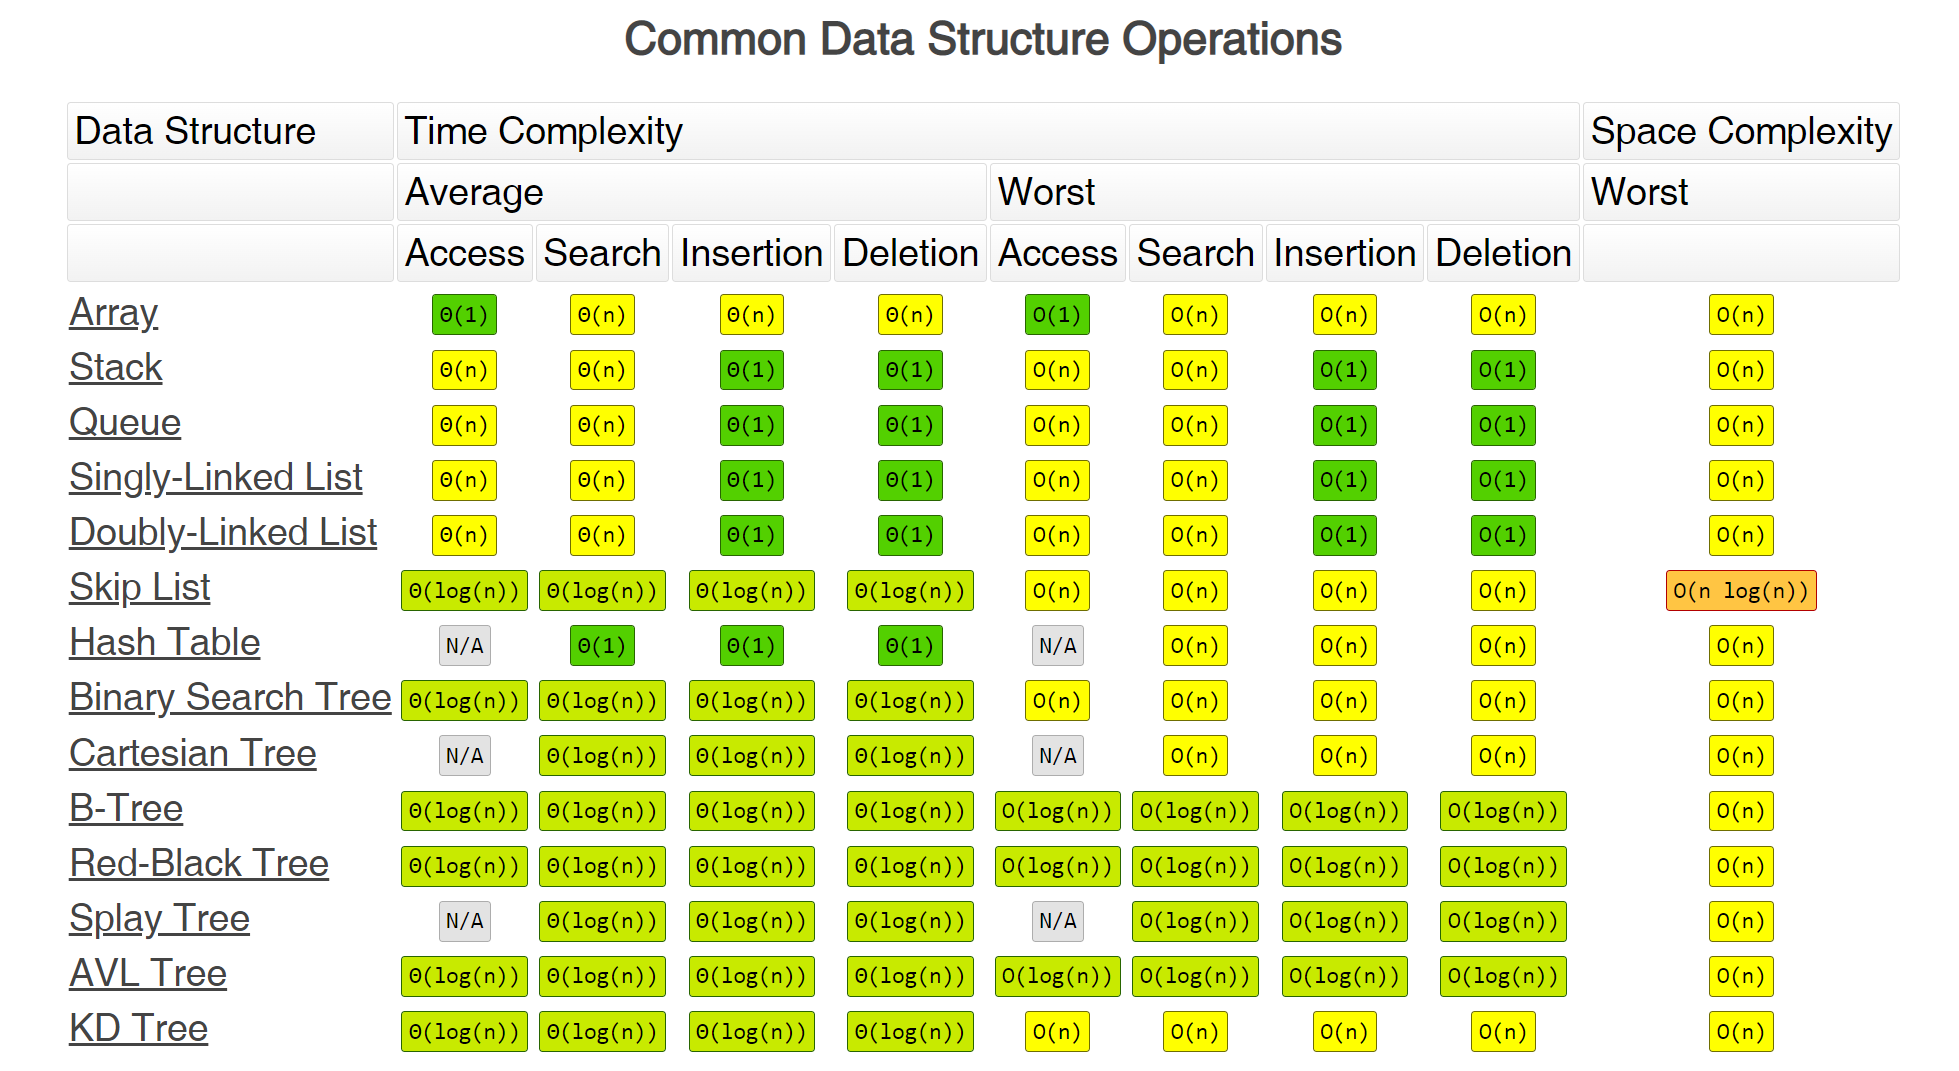 Common Data Structure Operations
Data Structure Time Complexity Space Complexity
Average Worst Worst
Access Search Insertion Deletion Access Search Insertion Deletion
Array Θ(1) Θ(n) Θ(n) Θ(n) O(1) O(n) O(n) O(n) O(n)
Stack Θ(n) Θ(n) Θ(1) Θ(1) O(n) O(n) O(1) O(1) O(n)
Queue Θ(n) Θ(n) Θ(1) Θ(1) O(n) O(n) O(1) O(1) O(n)
Singly-Linked List Θ(n) Θ(n) Θ(1) Θ(1) O(n) O(n) O(1) O(1) O(n)
Doubly-Linked List Θ(n) Θ(n) Θ(1) Θ(1) O(n) O(n) O(1) O(1) O(n)
Skip List Θ(log(n)) Θ(log(n)) Θ(log(n)) Θ(log(n)) O(n) O(n) O(n) O(n) O(n log(n))
Hash Table N/A Θ(1) Θ(1) Θ(1) N/A O(n) O(n) O(n) O(n)
Binary Search Tree Θ(log(n)) Θ(log(n)) Θ(log(n)) Θ(log(n)) O(n) O(n) O(n) O(n) O(n)
Cartesian Tree N/A Θ(log(n)) Θ(log(n)) Θ(log(n)) N/A O(n) O(n) O(n) O(n)
B-Tree Θ(log(n)) Θ(log(n)) Θ(log(n)) Θ(log(n)) O(log(n)) O(log(n)) O(log(n)) O(log(n)) O(n)
Red-Black Tree Θ(log(n)) Θ(log(n)) Θ(log(n)) Θ(log(n)) O(log(n)) O(log(n)) O(log(n)) O(log(n)) O(n)
Splay Tree N/A Θ(log(n)) Θ(log(n)) Θ(log(n)) N/A O(log(n)) O(log(n)) O(log(n)) O(n)
AVL Tree Θ(log(n)) Θ(log(n)) Θ(log(n)) Θ(log(n)) O(log(n)) O(log(n)) O(log(n)) O(log(n)) O(n)
KD Tree Θ(log(n)) Θ(log(n)) Θ(log(n)) Θ(log(n)) O(n) O(n) O(n) O(n) O(n)